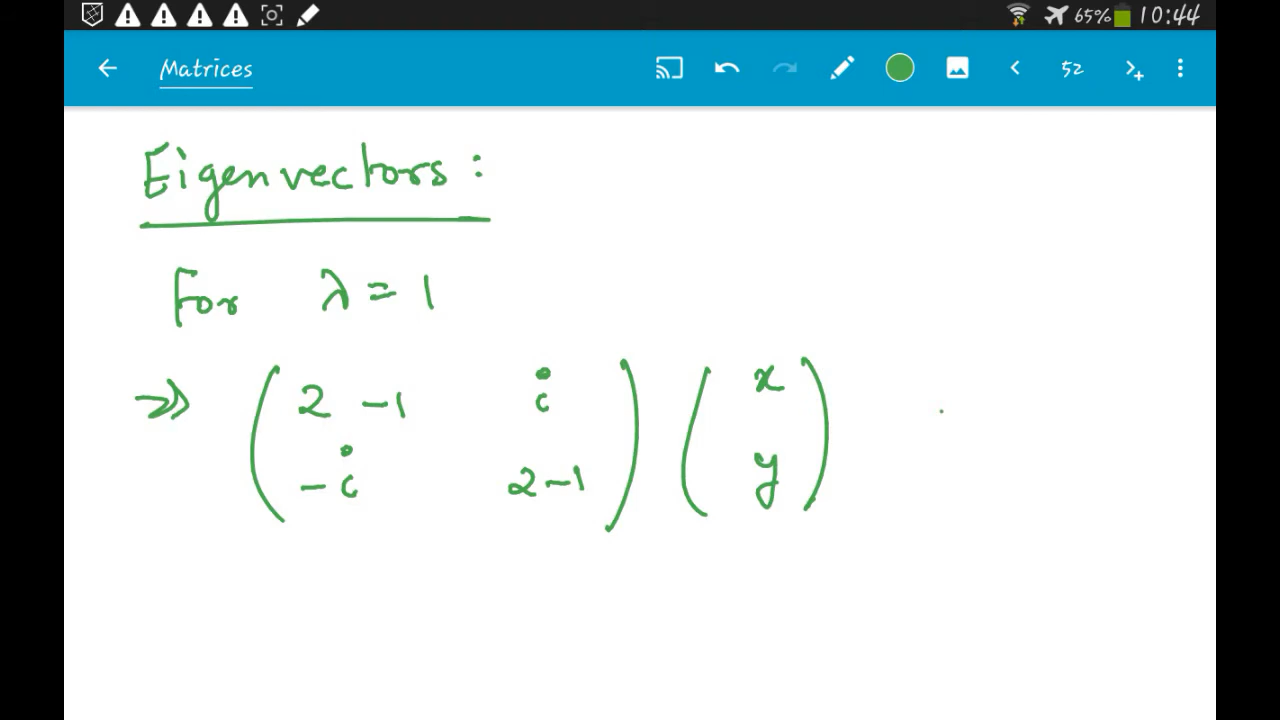 65% 10:44
Matrices 52
Eigenvectors:
For λ = 1
⇒ ( 2 -1 i ) ( x )
( -i 2-1 ) ( y )